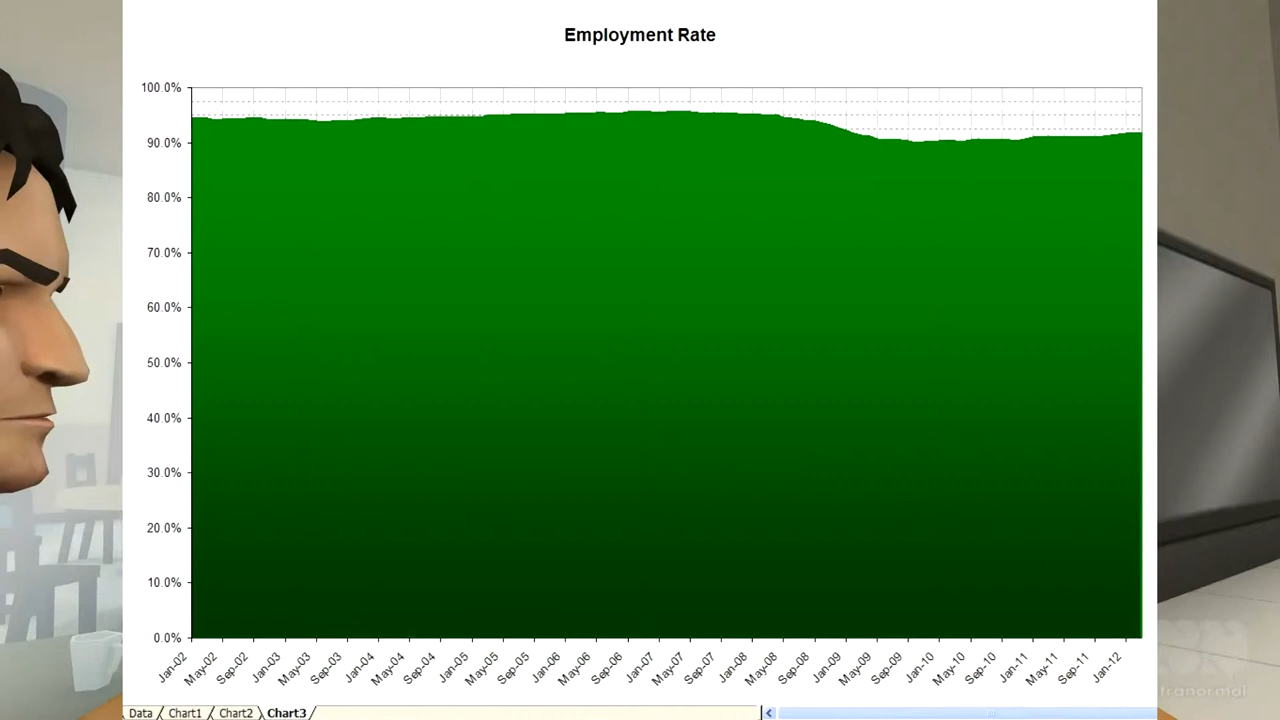 Employment Rate
100.0%
90.0%
80.0%
70.0%
60.0%
50.0%
40.0%
30.0%
20.0%
10.0%
0.0%
Jan-02 May-02 Sep-02 Jan-03 May-03 Sep-03 Jan-04 May-04 Sep-04 Jan-05 May-05 Sep-05 Jan-06 May-06 Sep-06 Jan-07 May-07 Sep-07 Jan-08 May-08 Sep-08 Jan-09 May-09 Sep-09 Jan-10 May-10 Sep-10 Jan-11 May-11 Sep-11 Jan-12
Data Chart1 Chart2 Chart3
tranormal